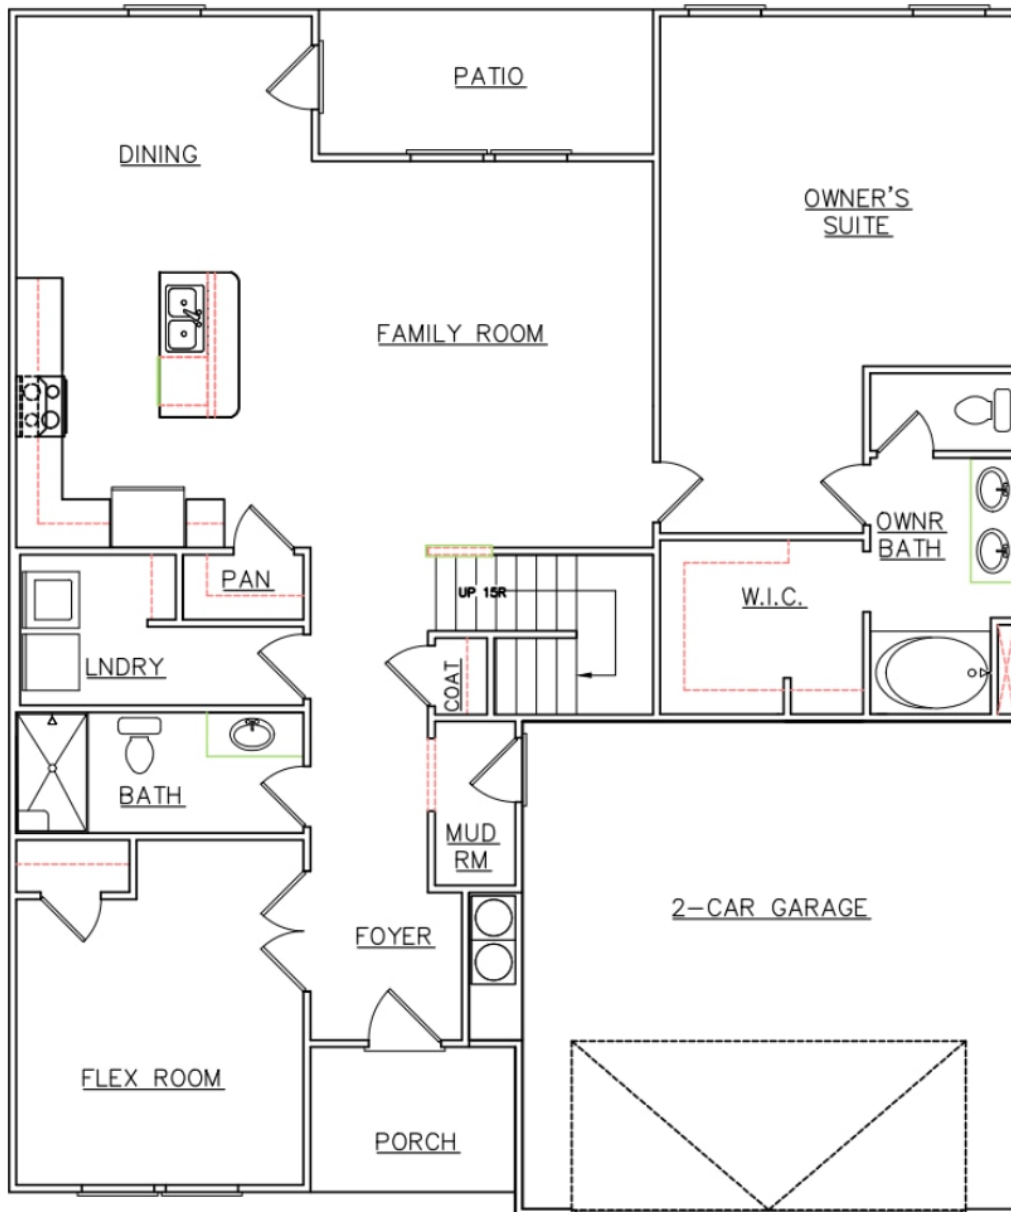 PATIO
DINING
OWNER'S
SUITE
FAMILY ROOM
OWNR
BATH
PAN
UP 15R
W.I.C.
LNDRY
COAT
BATH
MUD
RM
2-CAR GARAGE
FOYER
FLEX ROOM
PORCH